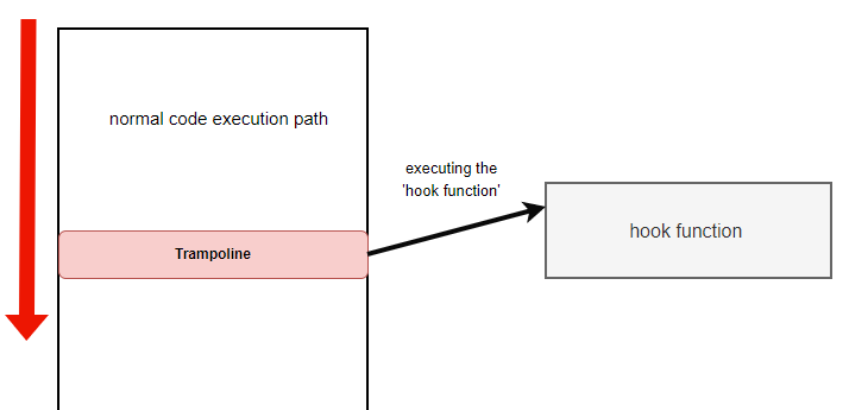 normal code execution path
executing the
'hook function'
hook function
Trampoline